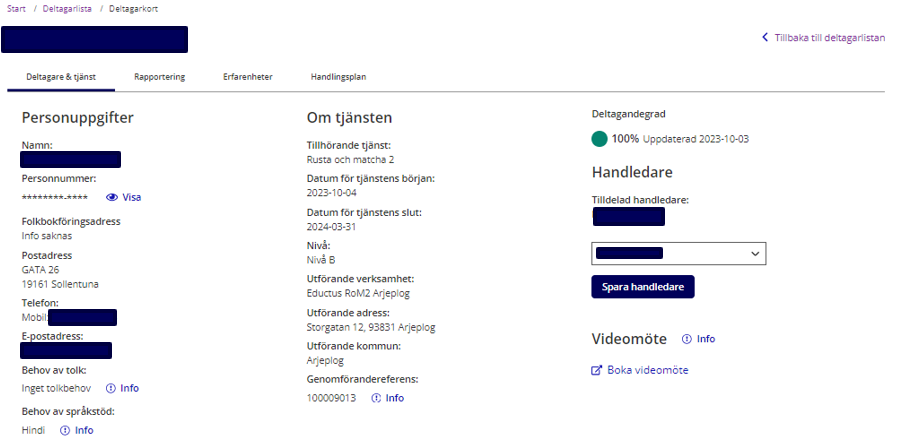 Start / Deltagarlista / Deltagarkort
Tillbaka till deltagarlistan
Deltagare & tjänst Rapportering Erfarenheter Handlingsplan
Personuppgifter
Namn:
Personnummer:
********-**** Visa
Folkbokföringsadress
Info saknas
Postadress
GATA 26
19161 Sollentuna
Telefon:
Mobil:
E-postadress:
Behov av tolk:
Inget tolkbehov Info
Behov av språkstöd:
Hindi Info
Om tjänsten
Tillhörande tjänst:
Rusta och matcha 2
Datum för tjänstens början:
2023-10-04
Datum för tjänstens slut:
2024-03-31
Nivå:
Nivå B
Utförande verksamhet:
Eductus RoM2 Arjeplog
Utförande adress:
Storgatan 12, 93831 Arjeplog
Utförande kommun:
Arjeplog
Genomförandereferens:
100009013 Info
Deltagandegrad
100% Uppdaterad 2023-10-03
Handledare
Tilldelad handledare:
Spara handledare
Videomöte Info
Boka videomöte